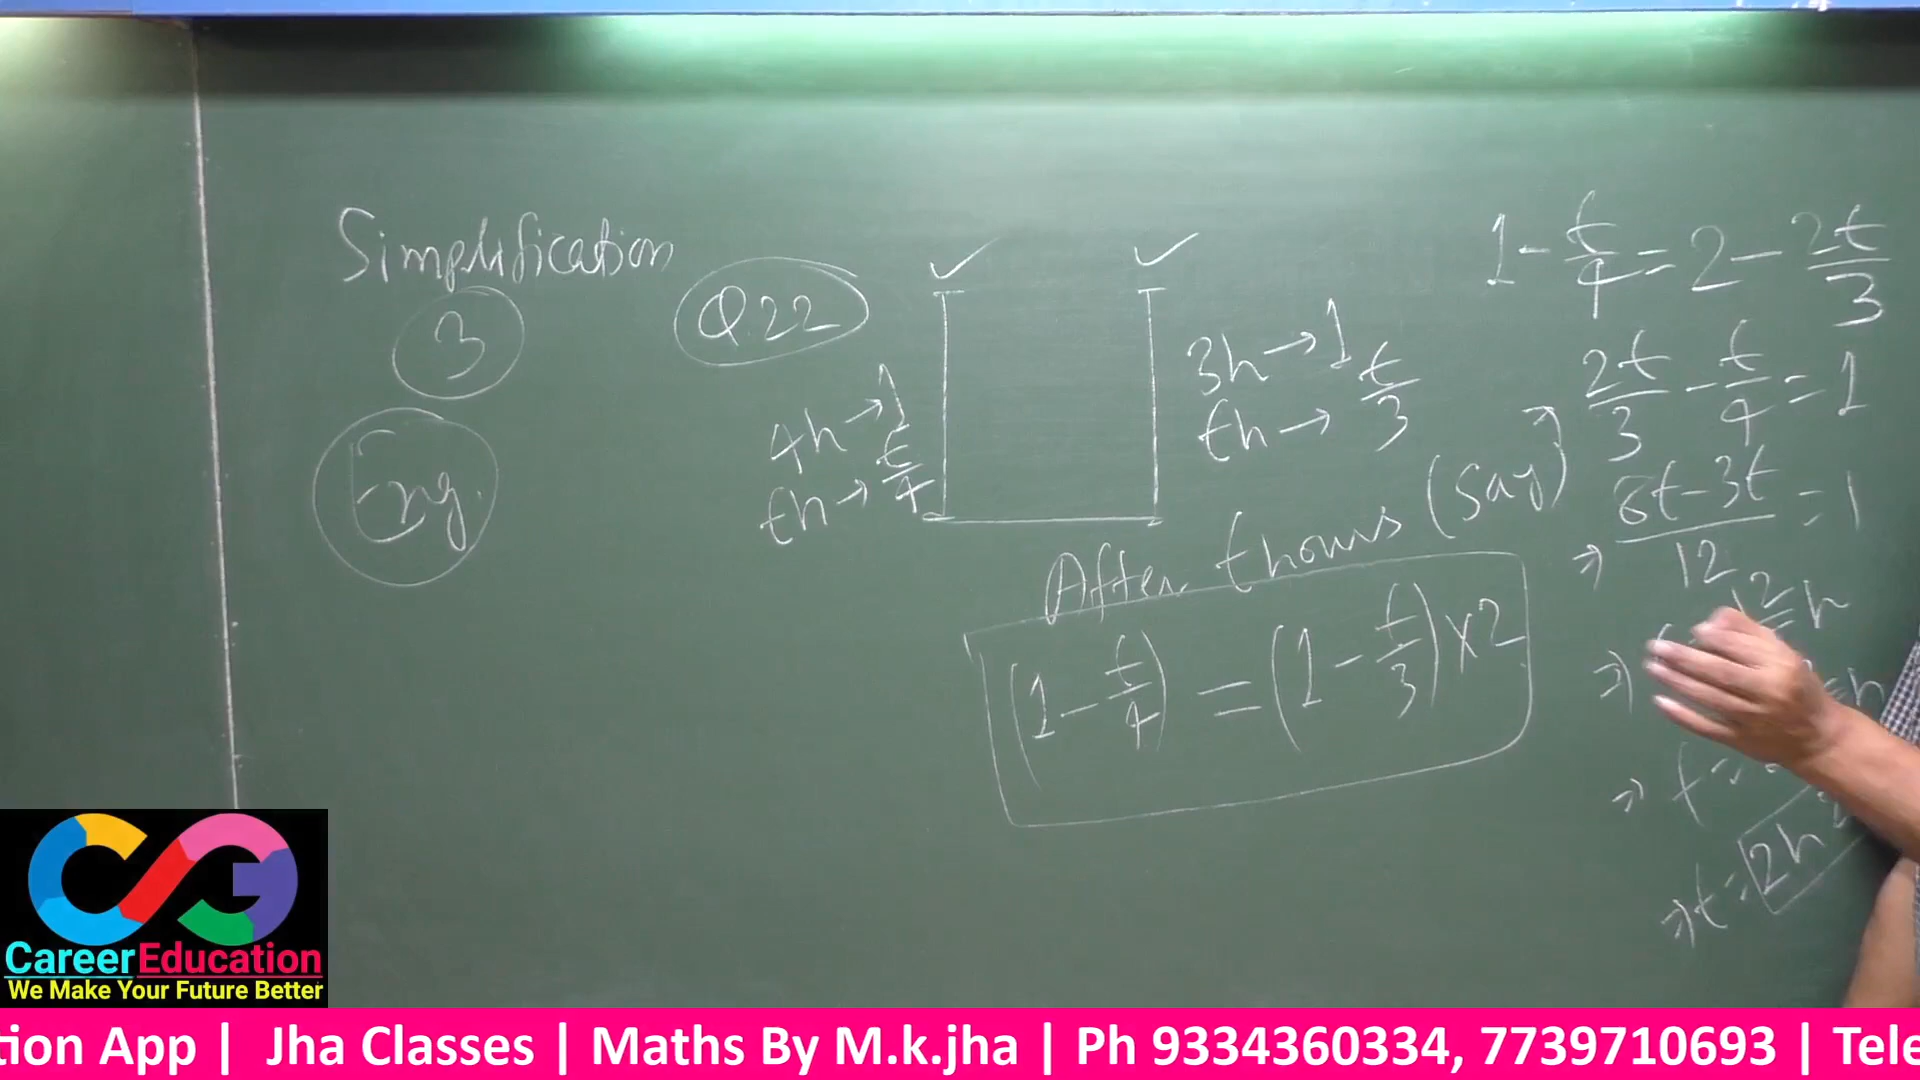 Simplification
3
Eng.
Q.22
4h → 1
th → t/4
3h → 1
th → t/3
After t hours (say)
(1 - t/4) = (1 - t/3) × 2
1 - t/4 = 2 - 2t/3
⇒ 2t/3 - t/4 = 1
⇒ 8t - 3t/12 = 1
⇒
⇒ t =
⇒ t = 2h
CareerEducation
We Make Your Future Better
tion App | Jha Classes | Maths By M.k.jha | Ph 9334360334, 7739710693 | Tele